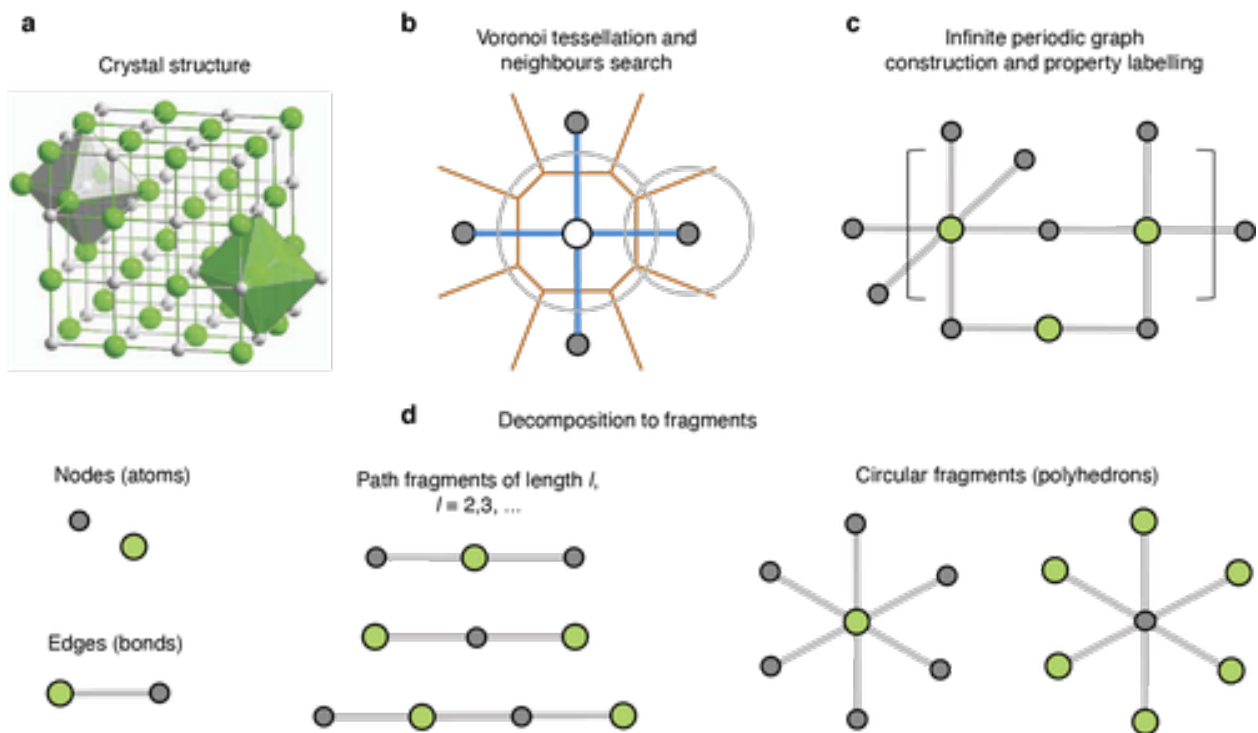 a
Crystal structure
b
Voronoi tessellation and
neighbours search
c
Infinite periodic graph
construction and property labelling
d
Decomposition to fragments
Nodes (atoms)
Edges (bonds)
Path fragments of length l,
l = 2,3, ...
Circular fragments (polyhedrons)